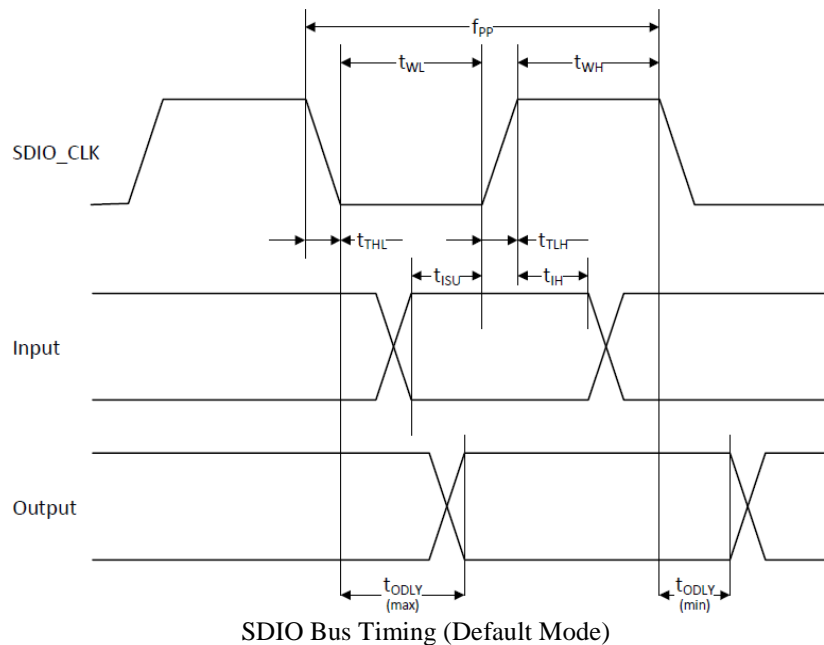 fPP
tWL
tWH
SDIO_CLK
tTHL
tTLH
tISU
tIH
Input
Output
tODLY
(max)
tODLY
(min)
SDIO Bus Timing (Default Mode)